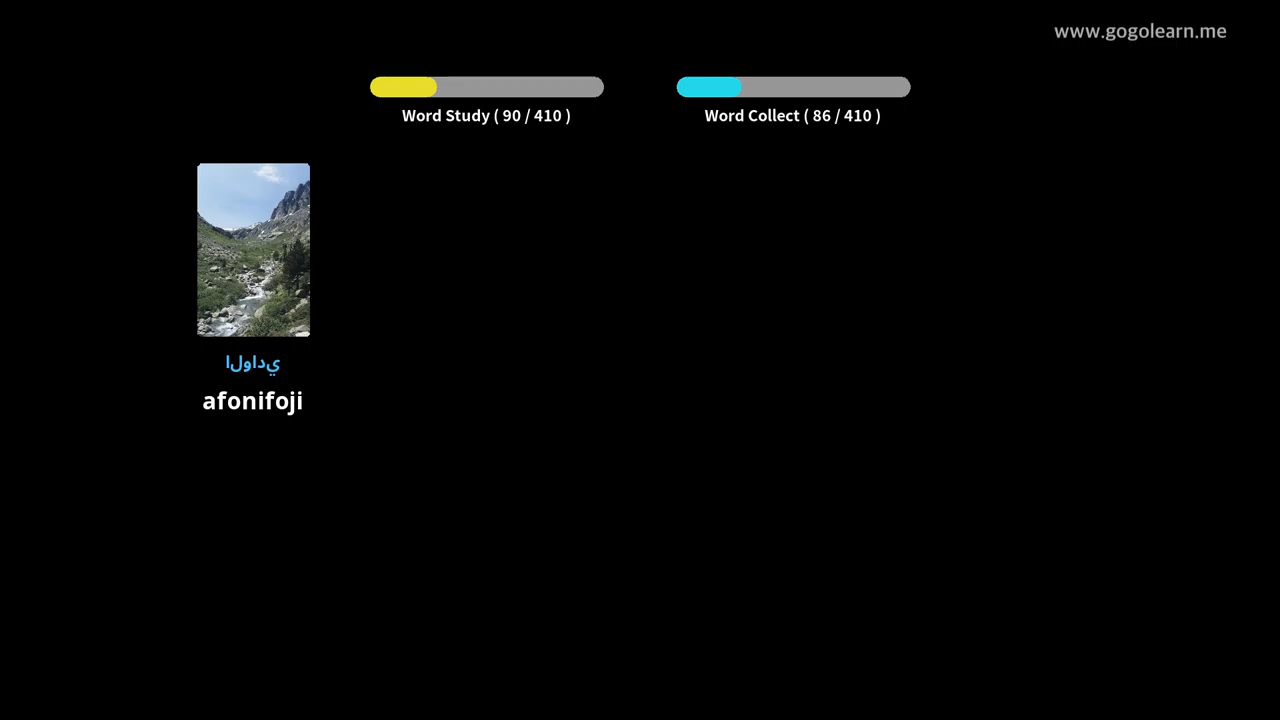 www.gogolearn.me
Word Study ( 90 / 410 )
Word Collect ( 86 / 410 )
الوادي
afonifoji